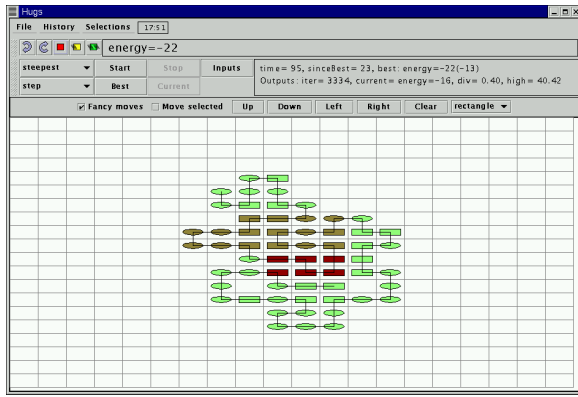 Hugs
File History Selections 17:51
energy=-22
steepest Start Stop Inputs time= 95, sinceBest= 23, best: energy=-22(-13)
step Best Current Outputs: iter= 3334, current= energy=-16, div= 0.40, high= 40.42
Fancy moves Move selected Up Down Left Right Clear rectangle